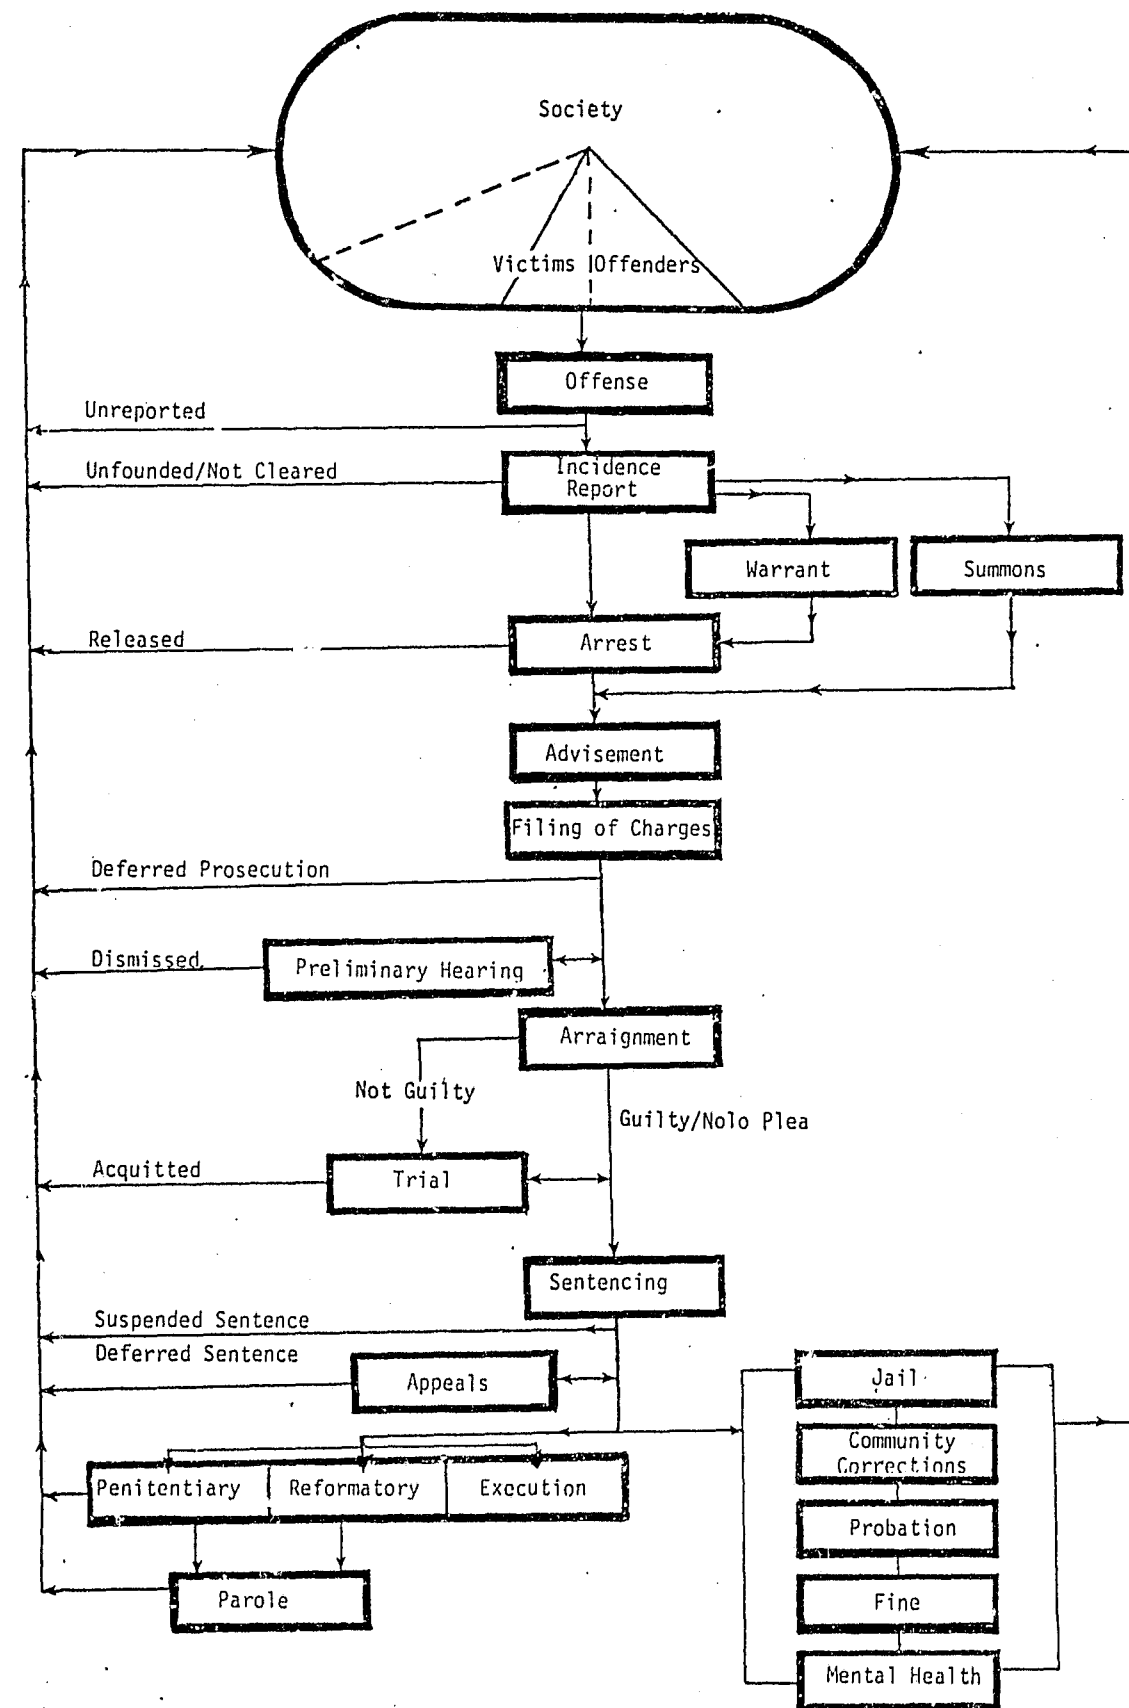 Society
Victims Offenders
Offense
Unreported
Incidence
Report
Unfounded/Not Cleared
Warrant
Summons
Released
Arrest
Advisement
Filing of Charges
Deferred Prosecution
Dismissed
Preliminary Hearing
Arraignment
Not Guilty
Guilty/Nolo Plea
Acquitted
Trial
Sentencing
Suspended Sentence
Deferred Sentence
Appeals
Jail
Community
Corrections
Penitentiary
Reformatory
Execution
Probation
Parole
Fine
Mental Health